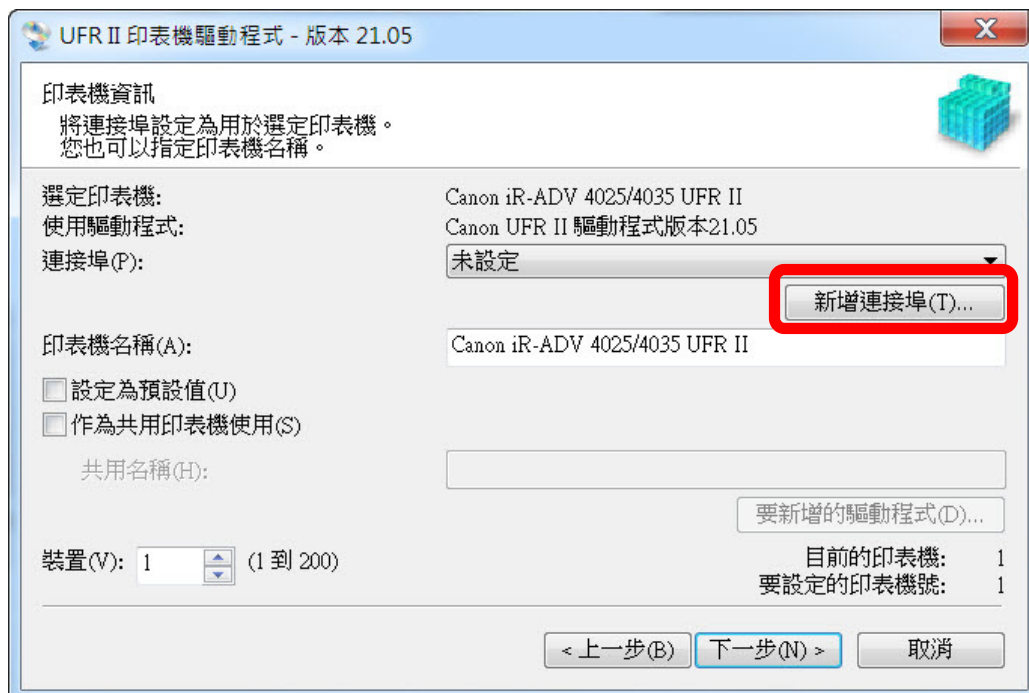 UFR II 印表機驅動程式 - 版本 21.05
印表機資訊
將連接埠設定為用於選定印表機。
您也可以指定印表機名稱。
選定印表機: Canon iR-ADV 4025/4035 UFR II
使用驅動程式: Canon UFR II 驅動程式版本21.05
連接埠(P): 未設定
新增連接埠(T)...
印表機名稱(A): Canon iR-ADV 4025/4035 UFR II
設定為預設值(U)
作為共用印表機使用(S)
共用名稱(H):
要新增的驅動程式(D)...
裝置(V): 1 (1 到 200) 目前的印表機: 1
要設定的印表機號: 1
< 上一步(B) 下一步(N) > 取消